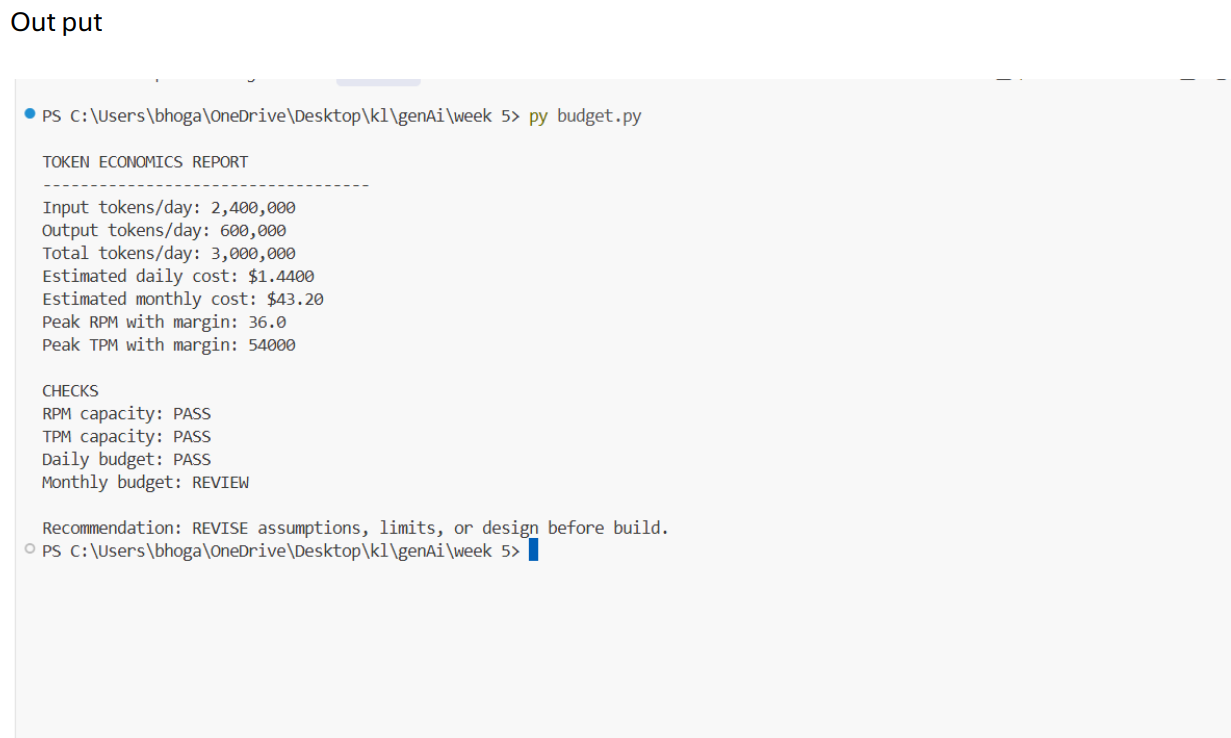 Out put
PS C:\Users\bhoga\OneDrive\Desktop\kl\genAi\week 5> py budget.py
TOKEN ECONOMICS REPORT
-----------------------------------
Input tokens/day: 2,400,000
Output tokens/day: 600,000
Total tokens/day: 3,000,000
Estimated daily cost: $1.4400
Estimated monthly cost: $43.20
Peak RPM with margin: 36.0
Peak TPM with margin: 54000
CHECKS
RPM capacity: PASS
TPM capacity: PASS
Daily budget: PASS
Monthly budget: REVIEW
Recommendation: REVISE assumptions, limits, or design before build.
PS C:\Users\bhoga\OneDrive\Desktop\kl\genAi\week 5>